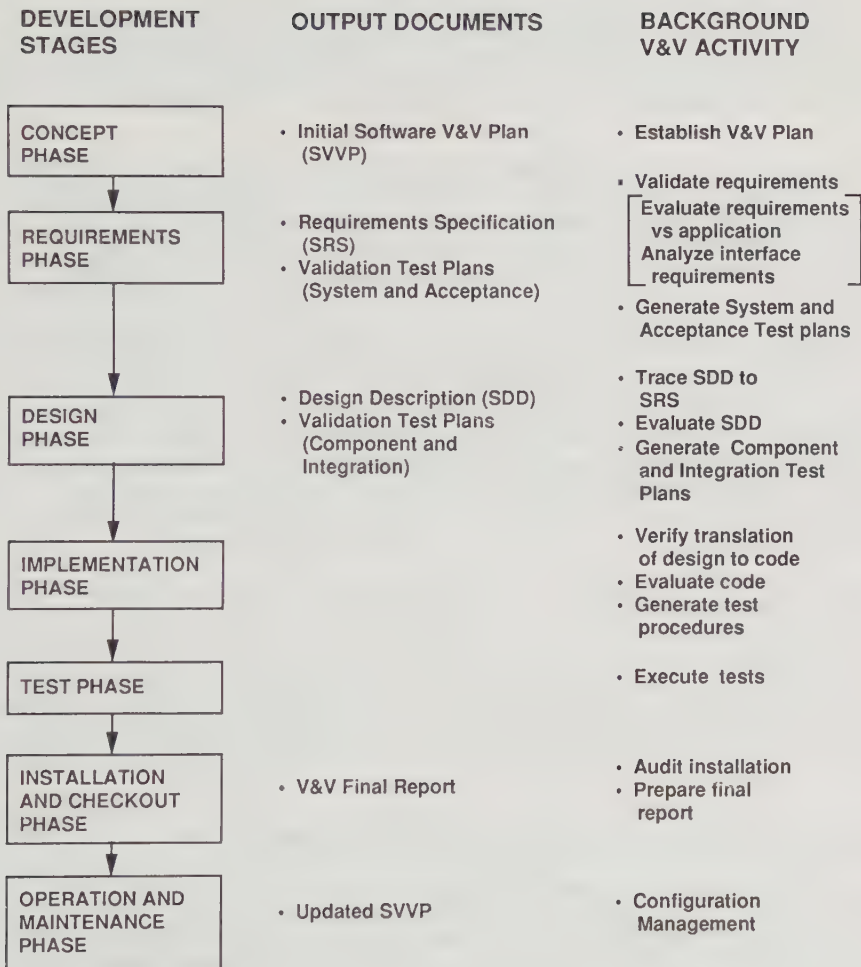 DEVELOPMENT
STAGES
OUTPUT DOCUMENTS
BACKGROUND
V&V ACTIVITY
CONCEPT
PHASE
• Initial Software V&V Plan
(SVVP)
• Establish V&V Plan
REQUIREMENTS
PHASE
• Requirements Specification
(SRS)
• Validation Test Plans
(System and Acceptance)
• Validate requirements
Evaluate requirements
vs application
Analyze interface
requirements
• Generate System and
Acceptance Test plans
DESIGN
PHASE
• Design Description (SDD)
• Validation Test Plans
(Component and
Integration)
• Trace SDD to
SRS
• Evaluate SDD
• Generate Component
and Integration Test
Plans
IMPLEMENTATION
PHASE
• Verify translation
of design to code
• Evaluate code
• Generate test
procedures
TEST PHASE
• Execute tests
INSTALLATION
AND CHECKOUT
PHASE
• V&V Final Report
• Audit installation
• Prepare final
report
OPERATION AND
MAINTENANCE
PHASE
• Updated SVVP
• Configuration
Management